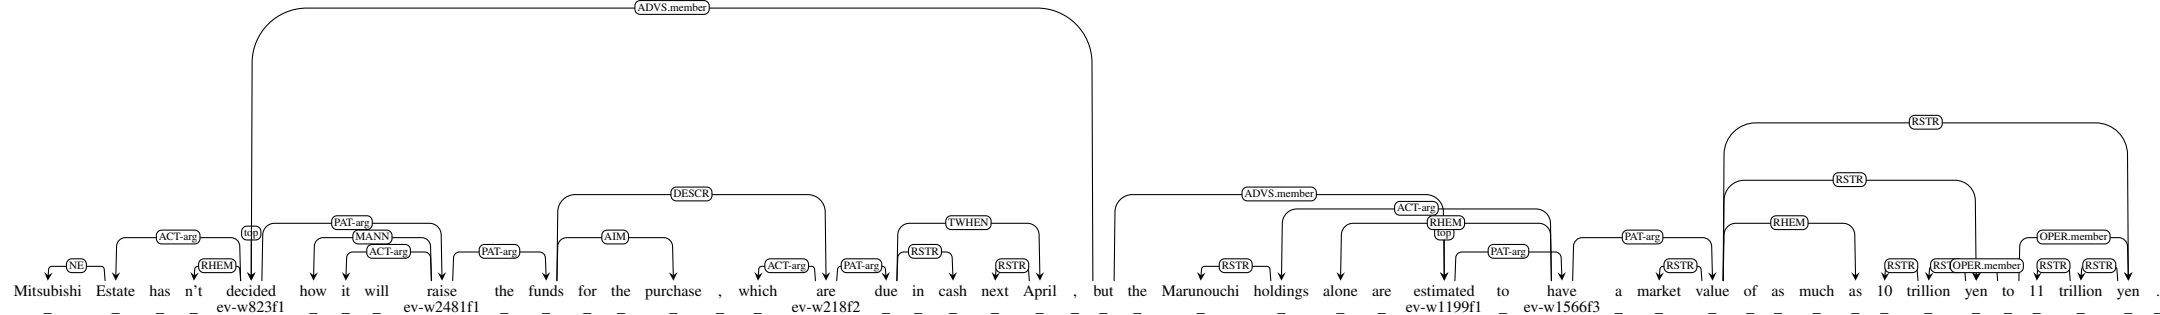 ADVS.member
RSTR
RSTR
DESCR ADVS.member
ACT-arg
PAT-arg TWHEN RHEM RHEM
top top
ACT-arg MANN AIM PAT-arg OPER.member
ACT-arg PAT-arg RSTR PAT-arg
NE RHEM ACT-arg PAT-arg RSTR RSTR RSTR RSTR RST OPER.member RSTR RSTR
Mitsubishi Estate has n't decided how it will raise the funds for the purchase , which are due in cash next April , but the Marunouchi holdings alone are estimated to have a market value of as much as 10 trillion yen to 11 trillion yen .
_ _ _ _ ev-w823f1 _ _ _ ev-w2481f1 _ _ _ _ _ _ _ ev-w218f2 _ _ _ _ _ _ _ _ _ _ _ _ ev-w1199f1 _ ev-w1566f3 _ _ _ _ _ _ _ _ _ _ _ _ _ _ _